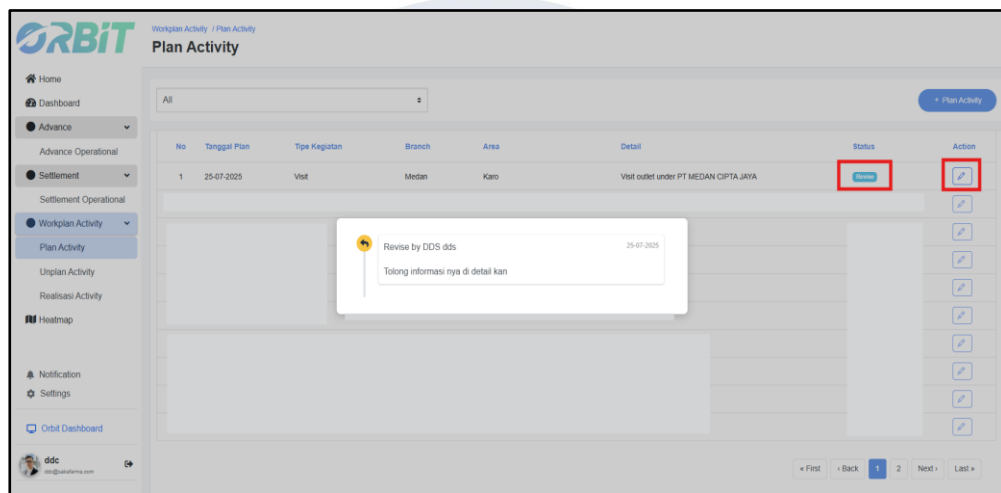 ORBiT
Workplan Activity / Plan Activity
Plan Activity
Home
Dashboard
Advance
Advance Operational
Settlement
Settlement Operational
Workplan Activity
Plan Activity
Unplan Activity
Realisasi Activity
Heatmap
Notification
Settings
Orbit Dashboard
ddc
All
+ Plan Activity
No Tanggal Plan Tipe Kegiatan Branch Area Detail Status Action
1 25-07-2025 Visit Medan Karo Visit outlet under PT MEDAN CIPTA JAYA Revise
Revise by DDS dds 25-07-2025
Tolong informasi nya di detail kan
« First ‹ Back 1 2 Next › Last »